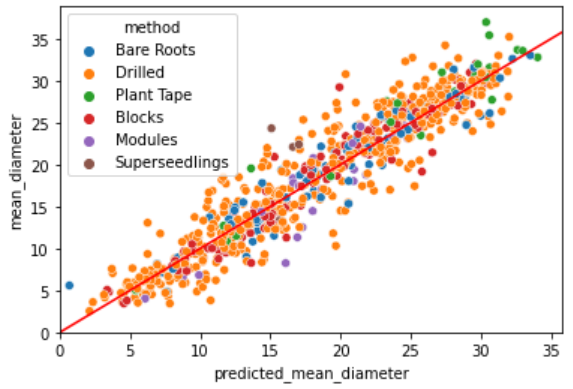 method
Bare Roots
Drilled
Plant Tape
Blocks
Modules
Superseedlings
mean_diameter
35
30
25
20
15
10
5
0
0 5 10 15 20 25 30 35
predicted_mean_diameter